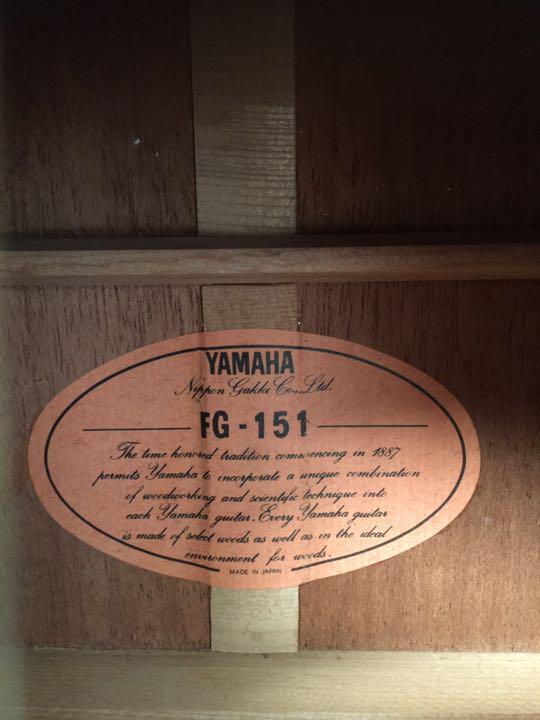 YAMAHA
Nippon Gakki Co., Ltd.
FG-151
The time honored tradition commencing in 1887
permits Yamaha to incorporate a unique combination
of woodworking and scientific technique into
each Yamaha guitar. Every Yamaha guitar
is made of select woods as well as in the ideal
environment for woods.
MADE IN JAPAN